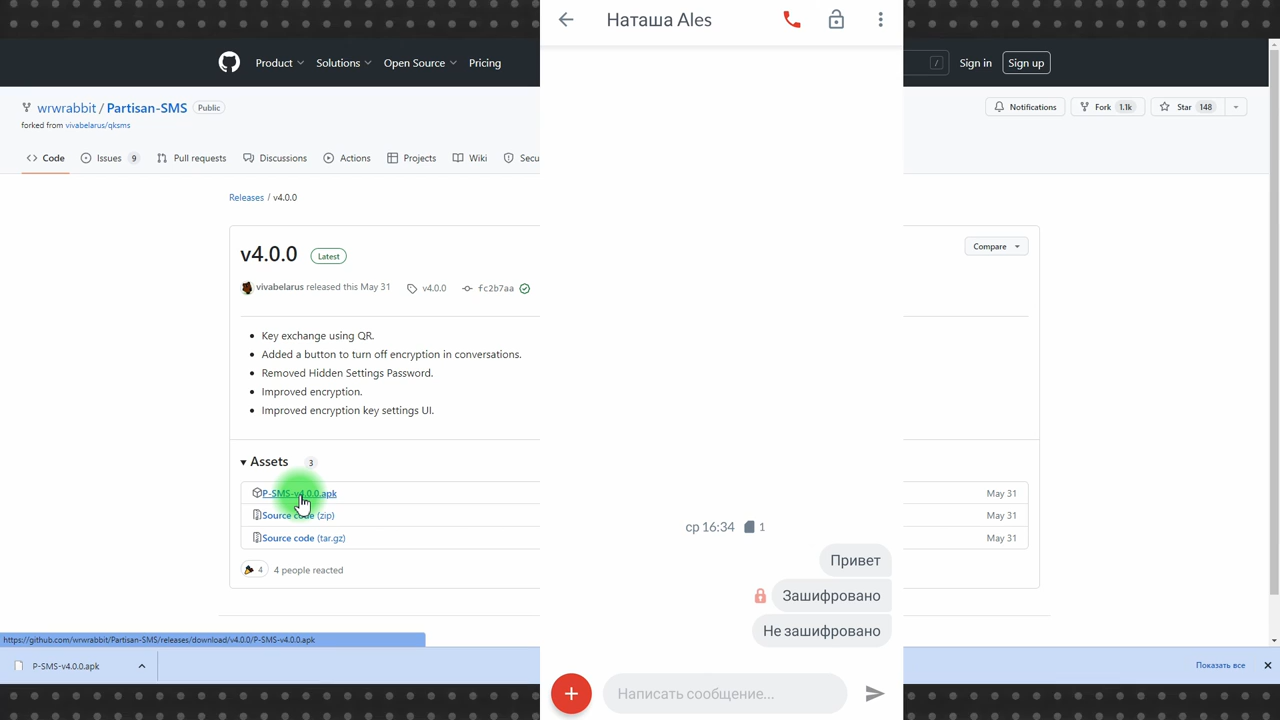 Наташа Ales
Product
Solutions
Open Source
Pricing
/
Sign in
Sign up
wrwrabbit / Partisan-SMS
Public
forked from vivabelarus/qksms
Notifications
Fork 1.1k
Star 148
Code
Issues 9
Pull requests
Discussions
Actions
Projects
Wiki
Secu
Releases / v4.0.0
v4.0.0
Latest
Compare
vivabelarus released this May 31
v4.0.0
fc2b7aa
Key exchange using QR.
Added a button to turn off encryption in conversations.
Removed Hidden Settings Password.
Improved encryption.
Improved encryption key settings UI.
Assets 3
P-SMS-v4.0.0.apk
May 31
Source code (zip)
May 31
Source code (tar.gz)
May 31
4
4 people reacted
ср 16:34
1
Привет
Зашифровано
Не зашифровано
Написать сообщение...
https://github.com/wrwrabbit/Partisan-SMS/releases/download/v4.0.0/P-SMS-v4.0.0.apk
P-SMS-v4.0.0.apk
Показать все